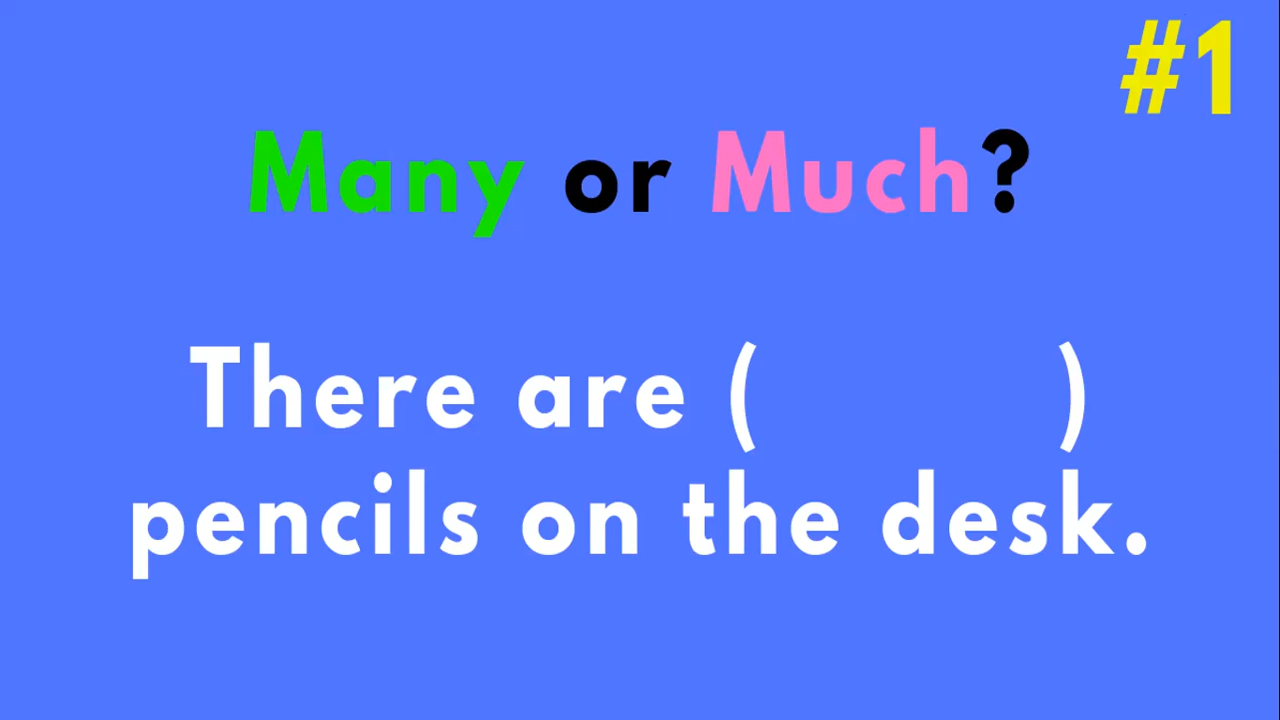 #1
Many or Much?
There are (        )
pencils on the desk.